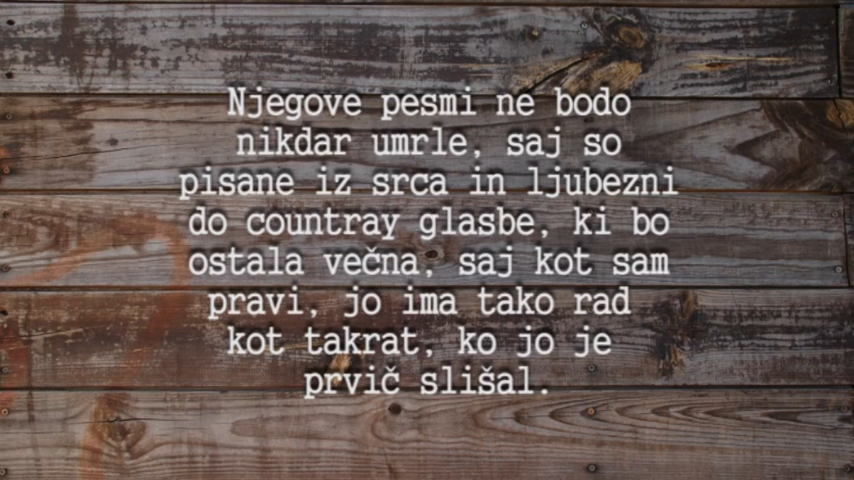 Njegove pesmi ne bodo
nikdar umrle, saj so
pisane iz srca in ljubezni
do countray glasbe, ki bo
ostala večna, saj kot sam
pravi, jo ima tako rad
kot takrat, ko jo je
prvič slišal.